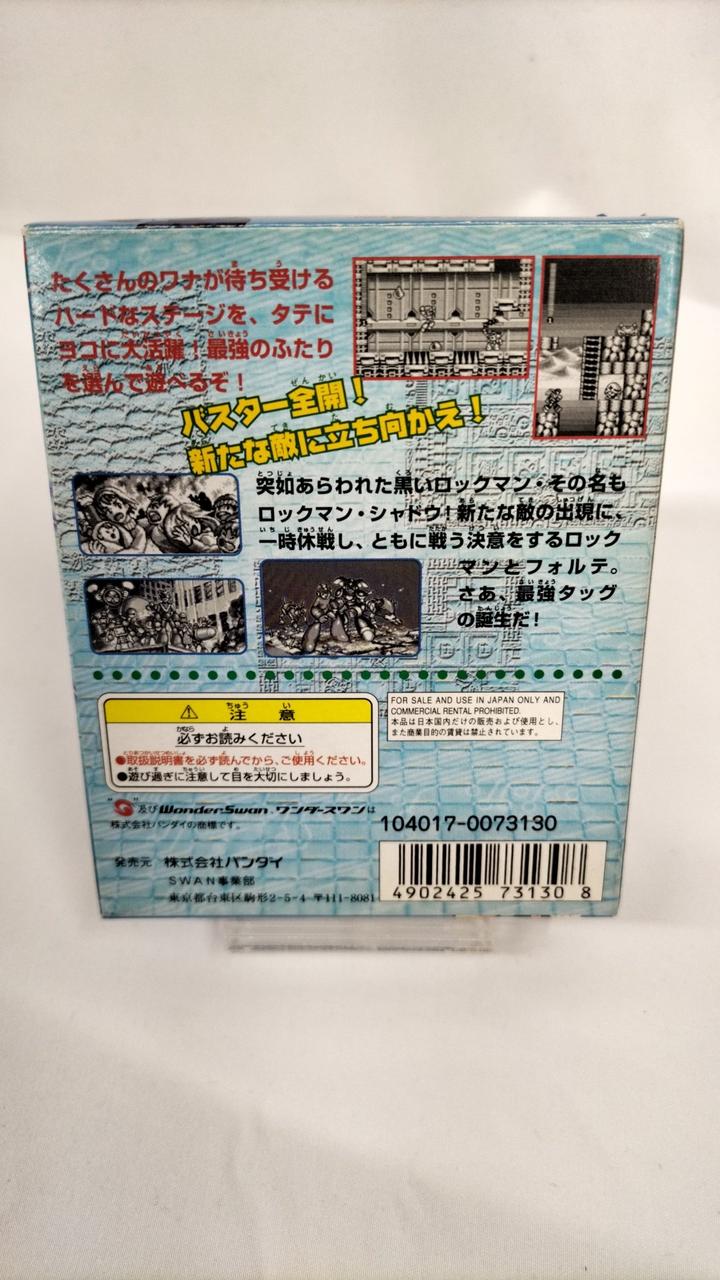 たくさんのワナが待ち受ける
ハードなステージを、タテに
ヨコに大活躍！最強のふたり
を選んで遊べるぞ！
バスター全開！
新たな敵に立ち向かえ！
突如あらわれた黒いロックマン・その名も
ロックマン・シャドウ！新たな敵の出現に、
一時休戦し、ともに戦う決意をするロック
マンとフォルテ。
さあ、最強タッグ
の誕生だ！
注意
必ずお読みください
●取扱説明書を必ず読んでから、ご使用ください。
●遊び過ぎに注意して目を大切にしましょう。
FOR SALE AND USE IN JAPAN ONLY AND
COMMERCIAL RENTAL PROHIBITED.
本品は日本国内だけの販売および使用とし、
また商業目的の賃貸は禁止されています。
及びWonderSwan、ワンダースワンは
株式会社バンダイの商標です。
104017-0073130
発売元 株式会社バンダイ
SWAN事業部
東京都台東区駒形2-5-4 〒111-8081
4902425 73130 8